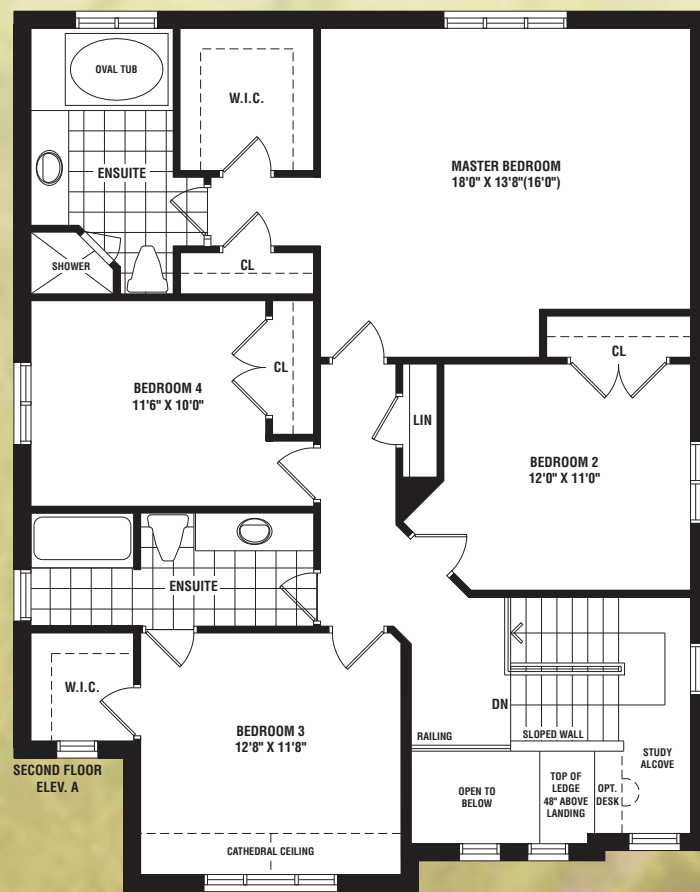 OVAL TUB
W.I.C.
MASTER BEDROOM
18'0" X 13'8"(16'0")
ENSUITE
SHOWER
CL
CL
BEDROOM 4
11'6" X 10'0"
CL
LIN
BEDROOM 2
12'0" X 11'0"
ENSUITE
W.I.C.
BEDROOM 3
12'8" X 11'8"
DN
RAILING
SLOPED WALL
STUDY
ALCOVE
SECOND FLOOR
ELEV. A
OPEN TO
BELOW
TOP OF
LEDGE
48" ABOVE
LANDING
OPT.
DESK
CATHEDRAL CEILING